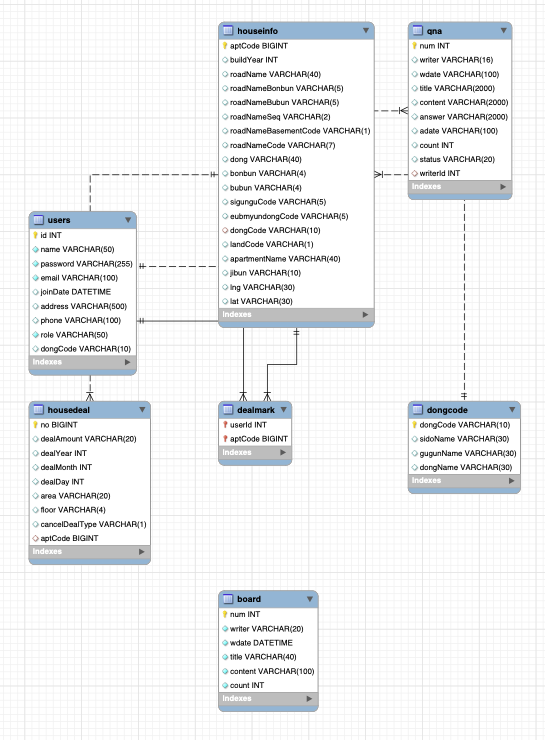 houseinfo
aptCode BIGINT
buildYear INT
roadName VARCHAR(40)
roadNameBonbun VARCHAR(5)
roadNameBubun VARCHAR(5)
roadNameSeq VARCHAR(2)
roadNameBasementCode VARCHAR(1)
roadNameCode VARCHAR(7)
dong VARCHAR(40)
bonbun VARCHAR(4)
bubun VARCHAR(4)
sigunguCode VARCHAR(5)
eubmyundongCode VARCHAR(5)
dongCode VARCHAR(10)
landCode VARCHAR(1)
apartmentName VARCHAR(40)
jibun VARCHAR(10)
lng VARCHAR(30)
lat VARCHAR(30)
Indexes
qna
num INT
writer VARCHAR(16)
wdate VARCHAR(100)
title VARCHAR(2000)
content VARCHAR(2000)
answer VARCHAR(2000)
adate VARCHAR(100)
count INT
status VARCHAR(20)
writerId INT
Indexes
users
id INT
name VARCHAR(50)
password VARCHAR(255)
email VARCHAR(100)
joinDate DATETIME
address VARCHAR(500)
phone VARCHAR(100)
role VARCHAR(50)
dongCode VARCHAR(10)
Indexes
housedeal
no BIGINT
dealAmount VARCHAR(20)
dealYear INT
dealMonth INT
dealDay INT
area VARCHAR(20)
floor VARCHAR(4)
cancelDealType VARCHAR(1)
aptCode BIGINT
Indexes
dealmark
userId INT
aptCode BIGINT
Indexes
dongcode
dongCode VARCHAR(10)
sidoName VARCHAR(30)
gugunName VARCHAR(30)
dongName VARCHAR(30)
Indexes
board
num INT
writer VARCHAR(20)
wdate DATETIME
title VARCHAR(40)
content VARCHAR(100)
count INT
Indexes